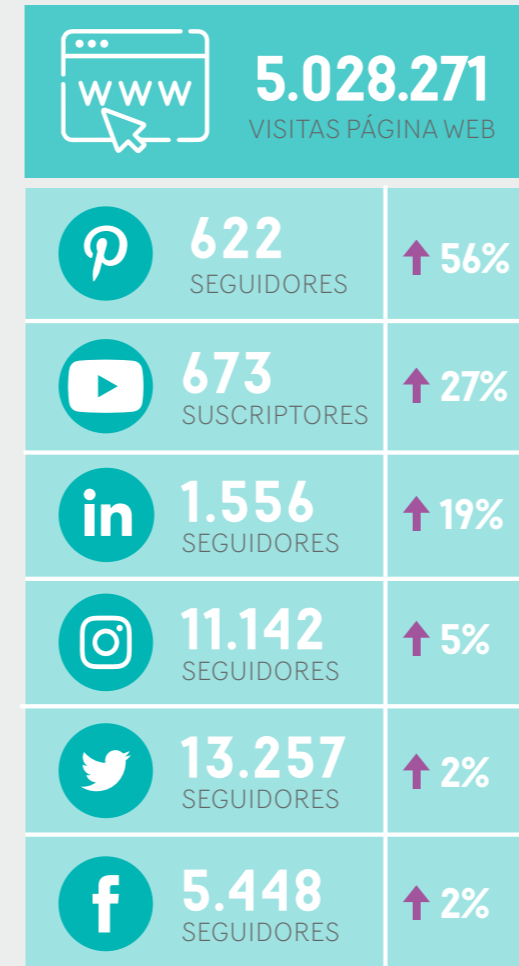 WWW
5.028.271
VISITAS PÁGINA WEB
622
SEGUIDORES
56%
673
SUSCRIPTORES
27%
in
1.556
SEGUIDORES
19%
11.142
SEGUIDORES
5%
13.257
SEGUIDORES
2%
f
5.448
SEGUIDORES
2%